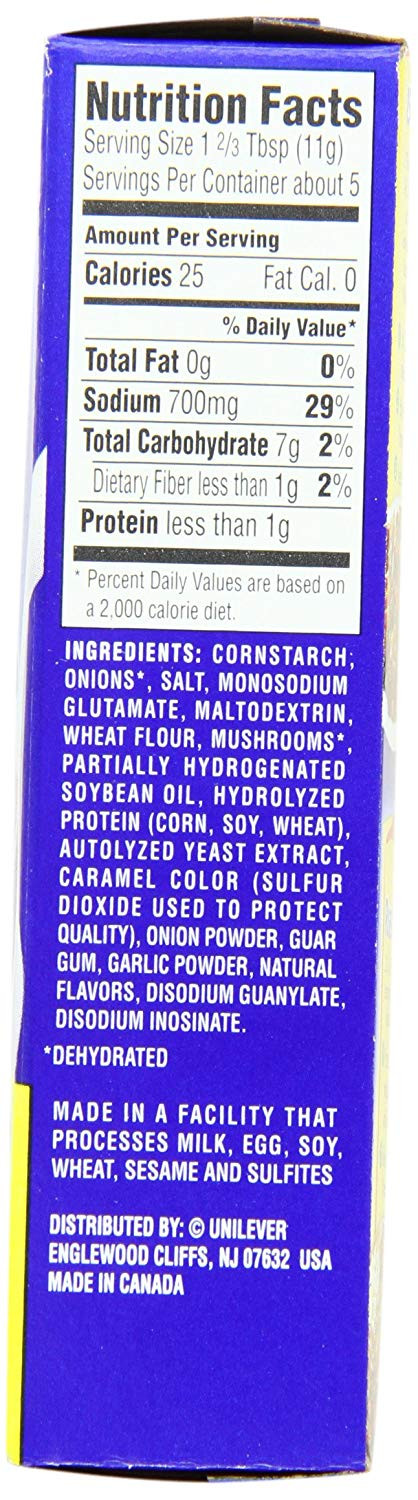 Nutrition Facts
Serving Size 1 2/3 Tbsp (11g)
Servings Per Container about 5
Amount Per Serving
Calories 25 Fat Cal. 0
% Daily Value*
Total Fat 0g 0%
Sodium 700mg 29%
Total Carbohydrate 7g 2%
Dietary Fiber less than 1g 2%
Protein less than 1g
* Percent Daily Values are based on
a 2,000 calorie diet.
INGREDIENTS: CORNSTARCH,
ONIONS*, SALT, MONOSODIUM
GLUTAMATE, MALTODEXTRIN,
WHEAT FLOUR, MUSHROOMS*,
PARTIALLY HYDROGENATED
SOYBEAN OIL, HYDROLYZED
PROTEIN (CORN, SOY, WHEAT),
AUTOLYZED YEAST EXTRACT,
CARAMEL COLOR (SULFUR
DIOXIDE USED TO PROTECT
QUALITY), ONION POWDER, GUAR
GUM, GARLIC POWDER, NATURAL
FLAVORS, DISODIUM GUANYLATE,
DISODIUM INOSINATE.
*DEHYDRATED
MADE IN A FACILITY THAT
PROCESSES MILK, EGG, SOY,
WHEAT, SESAME AND SULFITES
DISTRIBUTED BY: © UNILEVER
ENGLEWOOD CLIFFS, NJ 07632 USA
MADE IN CANADA